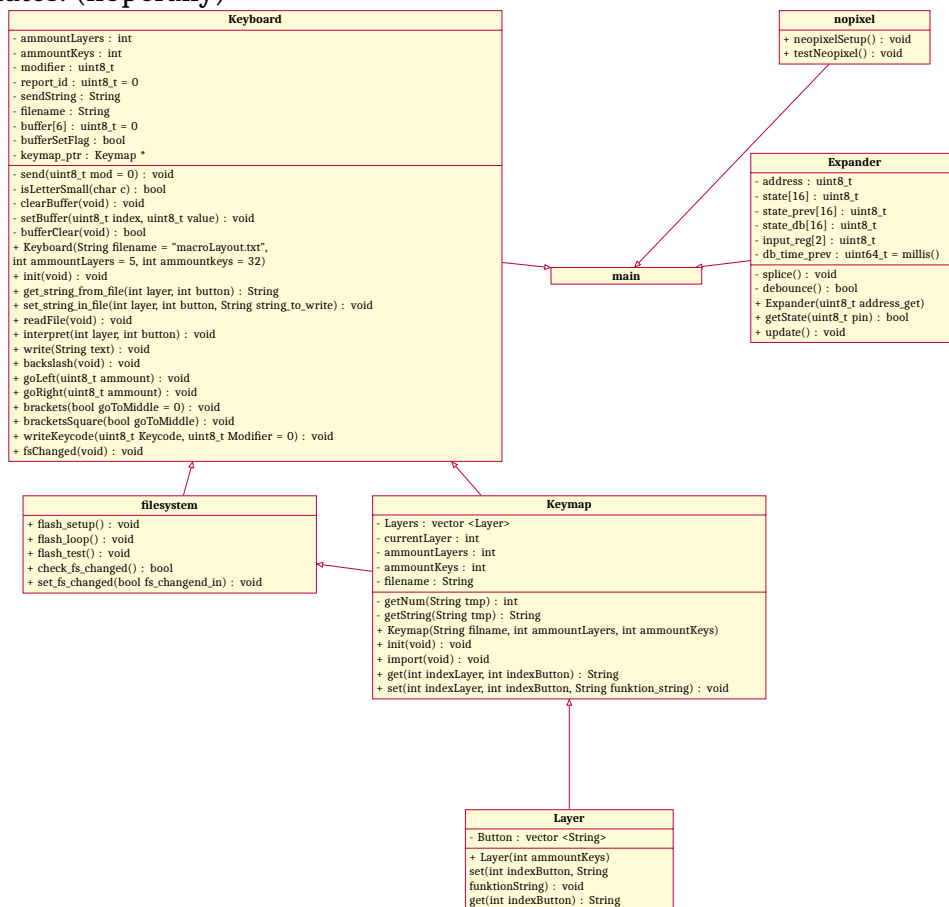 (hopefully)
Keyboard
- ammountLayers : int
- ammountKeys : int
- modifier : uint8_t
- report_id : uint8_t = 0
- sendString : String
- filename : String
- buffer[6] : uint8_t = 0
- bufferSetFlag : bool
- keymap_ptr : Keymap *
- send(uint8_t mod = 0) : void
- isLetterSmall(char c) : bool
- clearBuffer(void) : void
- setBuffer(uint8_t index, uint8_t value) : void
- bufferClear(void) : bool
+ Keyboard(String filename = "macroLayout.txt",
int ammountLayers = 5, int ammountkeys = 32)
+ init(void) : void
+ get_string_from_file(int layer, int button) : String
+ set_string_in_file(int layer, int button, String string_to_write) : void
+ readFile(void) : void
+ interpret(int layer, int button) : void
+ write(String text) : void
+ backslash(void) : void
+ goLeft(uint8_t ammount) : void
+ goRight(uint8_t ammount) : void
+ brackets(bool goToMiddle = 0) : void
+ bracketsSquare(bool goToMiddle) : void
+ writeKeycode(uint8_t Keycode, uint8_t Modifier = 0) : void
+ fsChanged(void) : void
nopixel
+ neopixelSetup() : void
+ testNeopixel() : void
Expander
- address : uint8_t
- state[16] : uint8_t
- state_prev[16] : uint8_t
- state_db[16] : uint8_t
- input_reg[2] : uint8_t
- db_time_prev : uint64_t = millis()
- splice() : void
- debounce() : bool
+ Expander(uint8_t address_get)
+ getState(uint8_t pin) : bool
+ update() : void
main
filesystem
+ flash_setup() : void
+ flash_loop() : void
+ flash_test() : void
+ check_fs_changed() : bool
+ set_fs_changed(bool fs_changend_in) : void
Keymap
- Layers : vector <Layer>
- currentLayer : int
- ammountLayers : int
- ammountKeys : int
- filename : String
- getNum(String tmp) : int
- getString(String tmp) : String
+ Keymap(String filname, int ammountLayers, int ammountKeys)
+ init(void) : void
+ import(void) : void
+ get(int indexLayer, int indexButton) : String
+ set(int indexLayer, int indexButton, String funktion_string) : void
Layer
- Button : vector <String>
+ Layer(int ammountKeys)
set(int indexButton, String
funktionString) : void
get(int indexButton) : String